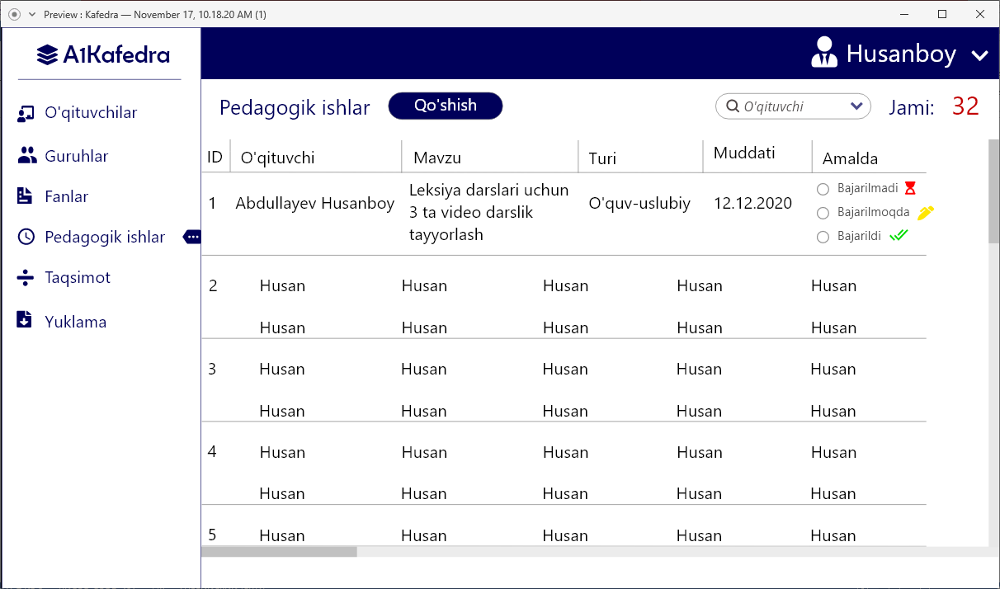 Preview : Kafedra — November 17, 10.18.20 AM (1)
A1Kafedra
Husanboy
O'qituvchilar
Guruhlar
Fanlar
Pedagogik ishlar
Taqsimot
Yuklama
Pedagogik ishlar Qo'shish O'qituvchi Jami: 32
ID O'qituvchi Mavzu Turi Muddati Amalda
1 Abdullayev Husanboy
Leksiya darslari uchun
3 ta video darslik
tayyorlash
O'quv-uslubiy 12.12.2020
Bajarilmadi
Bajarilmoqda
Bajarildi
2 Husan Husan Husan Husan Husan
Husan Husan Husan Husan Husan
3 Husan Husan Husan Husan Husan
Husan Husan Husan Husan Husan
4 Husan Husan Husan Husan Husan
Husan Husan Husan Husan Husan
5 Husan Husan Husan Husan Husan